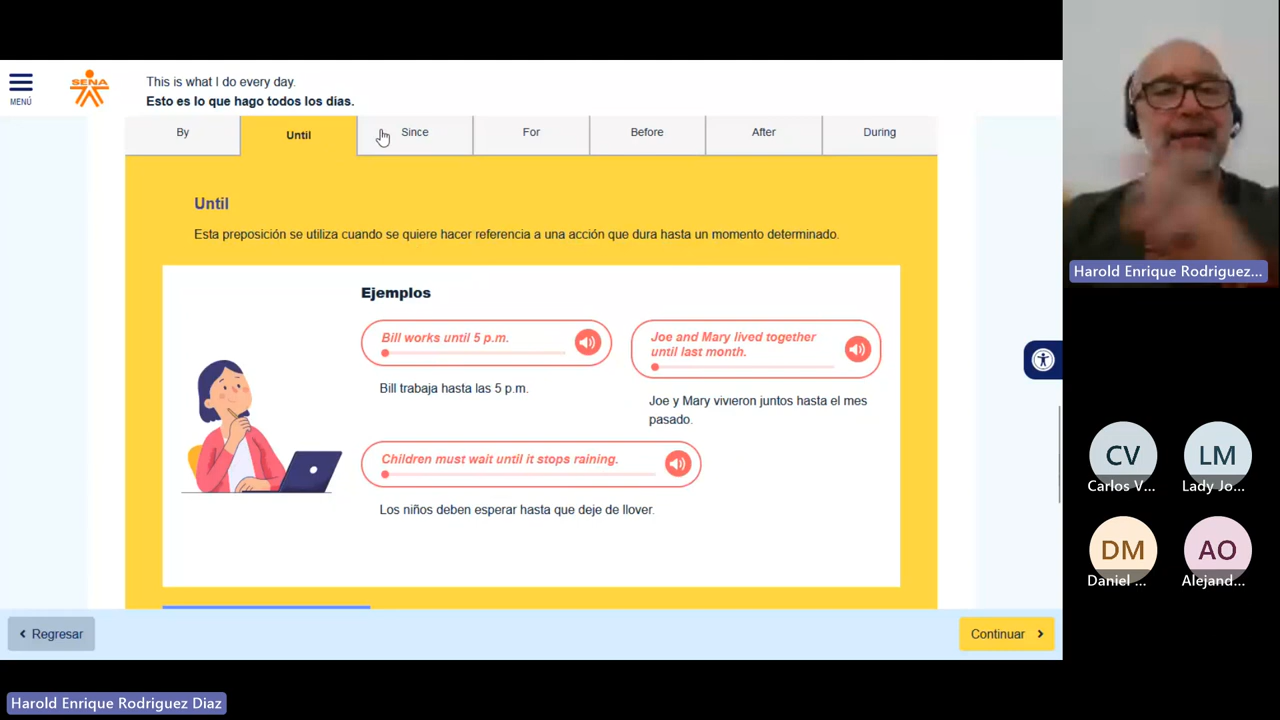 MENÚ
SENA
This is what I do every day.
Esto es lo que hago todos los dias.
By
Until
Since
For
Before
After
During
Until
Esta preposición se utiliza cuando se quiere hacer referencia a una acción que dura hasta un momento determinado.
Ejemplos
Bill works until 5 p.m.
Bill trabaja hasta las 5 p.m.
Joe and Mary lived together
until last month.
Joe y Mary vivieron juntos hasta el mes
pasado.
Children must wait until it stops raining.
Los niños deben esperar hasta que deje de llover.
Regresar
Continuar
Harold Enrique Rodriguez...
CV
Carlos V...
LM
Lady Jo...
DM
Daniel ...
AO
Alejand...
Harold Enrique Rodriguez Diaz